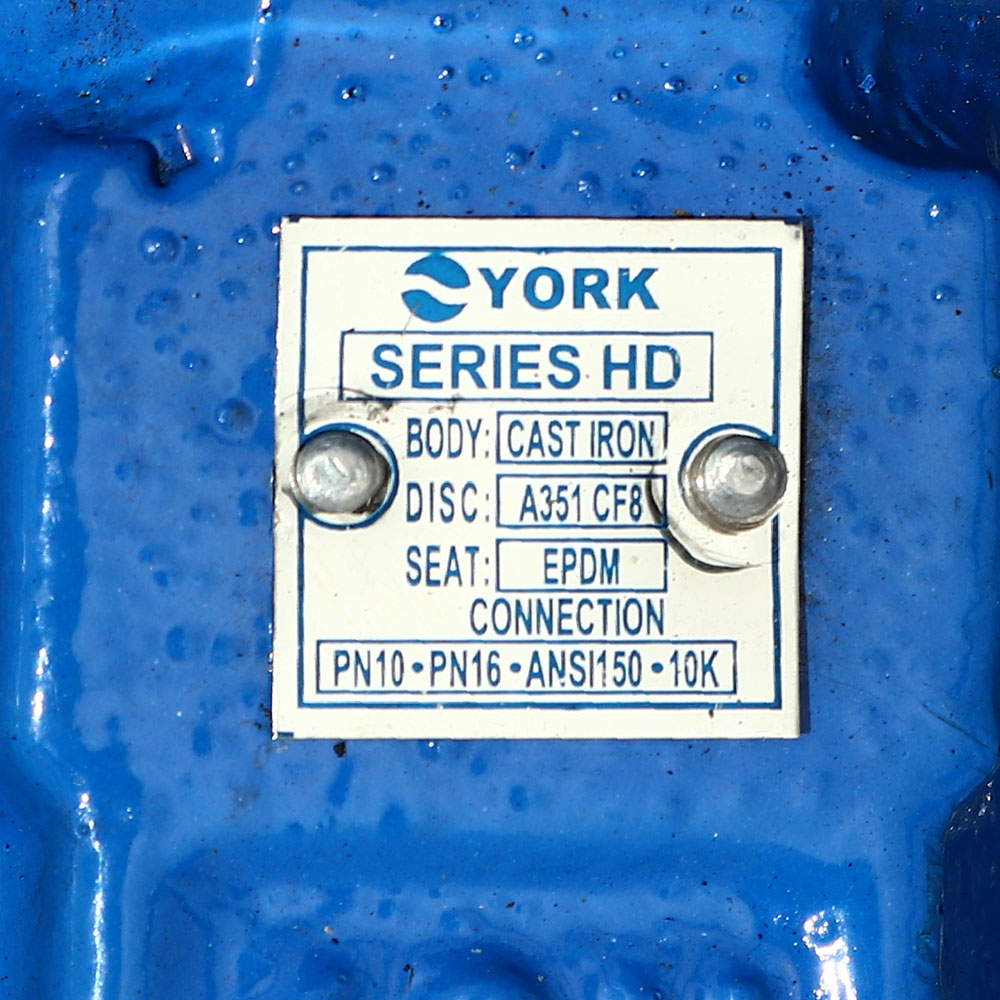 YORK
SERIES HD
BODY: CAST IRON
DISC: A351 CF8
SEAT: EPDM
CONNECTION
PN10•PN16•ANSI150•10K